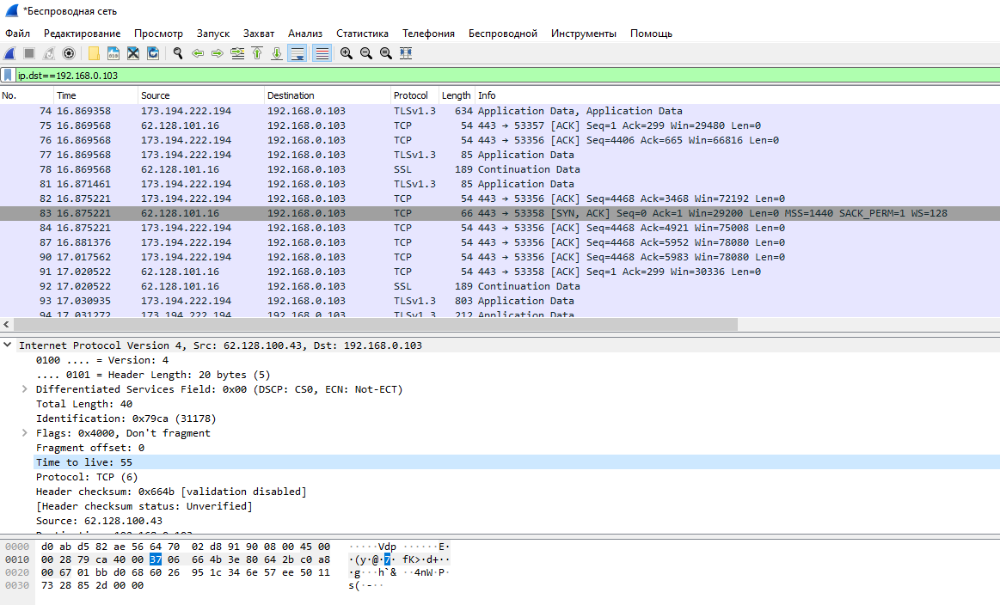 *Беспроводная сеть
Файл Редактирование Просмотр Запуск Захват Анализ Статистика Телефония Беспроводной Инструменты Помощь
ip.dst==192.168.0.103
No. Time Source Destination Protocol Length Info
74 16.869358 173.194.222.194 192.168.0.103 TLSv1.3 634 Application Data, Application Data
75 16.869568 62.128.101.16 192.168.0.103 TCP 54 443 → 53357 [ACK] Seq=1 Ack=299 Win=29480 Len=0
76 16.869568 173.194.222.194 192.168.0.103 TCP 54 443 → 53356 [ACK] Seq=4406 Ack=665 Win=66816 Len=0
77 16.869568 173.194.222.194 192.168.0.103 TLSv1.3 85 Application Data
78 16.869568 62.128.101.16 192.168.0.103 SSL 189 Continuation Data
81 16.871461 173.194.222.194 192.168.0.103 TLSv1.3 85 Application Data
82 16.875221 173.194.222.194 192.168.0.103 TCP 54 443 → 53356 [ACK] Seq=4468 Ack=3468 Win=72192 Len=0
83 16.875221 62.128.101.16 192.168.0.103 TCP 66 443 → 53358 [SYN, ACK] Seq=0 Ack=1 Win=29200 Len=0 MSS=1440 SACK_PERM=1 WS=128
84 16.875221 173.194.222.194 192.168.0.103 TCP 54 443 → 53356 [ACK] Seq=4468 Ack=4921 Win=75008 Len=0
87 16.881376 173.194.222.194 192.168.0.103 TCP 54 443 → 53356 [ACK] Seq=4468 Ack=5952 Win=78080 Len=0
90 17.017562 173.194.222.194 192.168.0.103 TCP 54 443 → 53356 [ACK] Seq=4468 Ack=5983 Win=78080 Len=0
91 17.020522 62.128.101.16 192.168.0.103 TCP 54 443 → 53358 [ACK] Seq=1 Ack=299 Win=30336 Len=0
92 17.020522 62.128.101.16 192.168.0.103 SSL 189 Continuation Data
93 17.030935 173.194.222.194 192.168.0.103 TLSv1.3 803 Application Data
94 17.031272 173.194.222.194 192.168.0.103 TLSv1.3 212 Application Data
Internet Protocol Version 4, Src: 62.128.100.43, Dst: 192.168.0.103
0100 .... = Version: 4
.... 0101 = Header Length: 20 bytes (5)
Differentiated Services Field: 0x00 (DSCP: CS0, ECN: Not-ECT)
Total Length: 40
Identification: 0x79ca (31178)
Flags: 0x4000, Don't fragment
Fragment offset: 0
Time to live: 55
Protocol: TCP (6)
Header checksum: 0x664b [validation disabled]
[Header checksum status: Unverified]
Source: 62.128.100.43
Destination: 192.168.0.103
0000 d0 ab d5 82 ae 56 64 70 02 d8 91 90 08 00 45 00 ·····Vdp ······E·
0010 00 28 79 ca 40 00 37 06 66 4b 3e 80 64 2b c0 a8 ·(y·@·7· fK>·d+··
0020 00 67 01 bb d0 68 60 26 95 1c 34 6e 57 ee 50 11 ·g···h`& ··4nW·P·
0030 73 28 85 2d 00 00 s(·-··